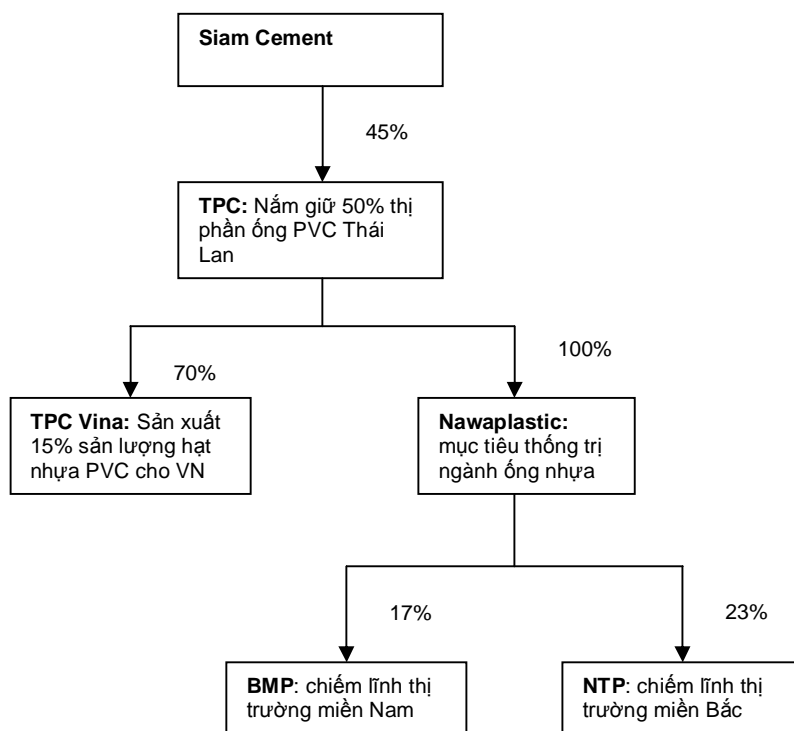 Siam Cement
45%
TPC: Nắm giữ 50% thị
phần ống PVC Thái
Lan
70%
100%
TPC Vina: Sản xuất
15% sản lượng hạt
nhựa PVC cho VN
Nawaplastic:
mục tiêu thống trị
ngành ống nhựa
17%
23%
BMP: chiếm lĩnh thị
trường miền Nam
NTP: chiếm lĩnh thị
trường miền Bắc